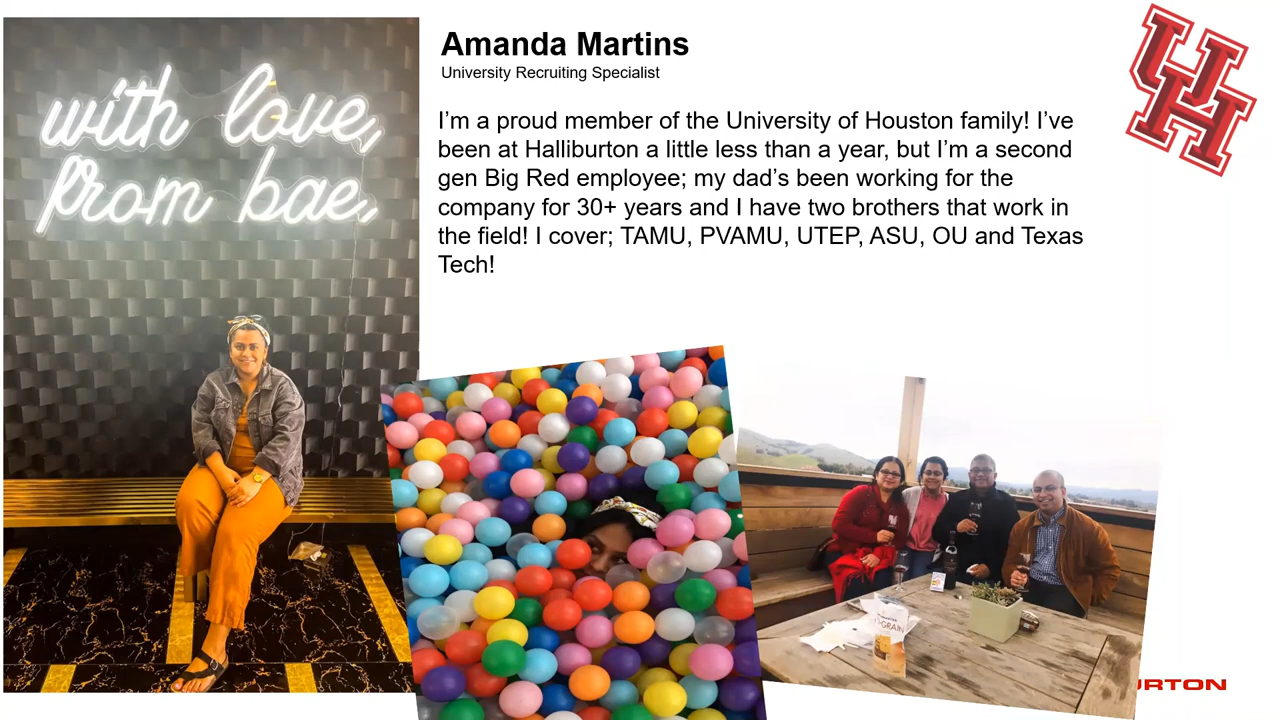 with love,
from bae.
Amanda Martins
University Recruiting Specialist
I’m a proud member of the University of Houston family! I’ve
been at Halliburton a little less than a year, but I’m a second
gen Big Red employee; my dad’s been working for the
company for 30+ years and I have two brothers that work in
the field! I cover; TAMU, PVAMU, UTEP, ASU, OU and Texas
Tech!
UH
GRAIN
URTON